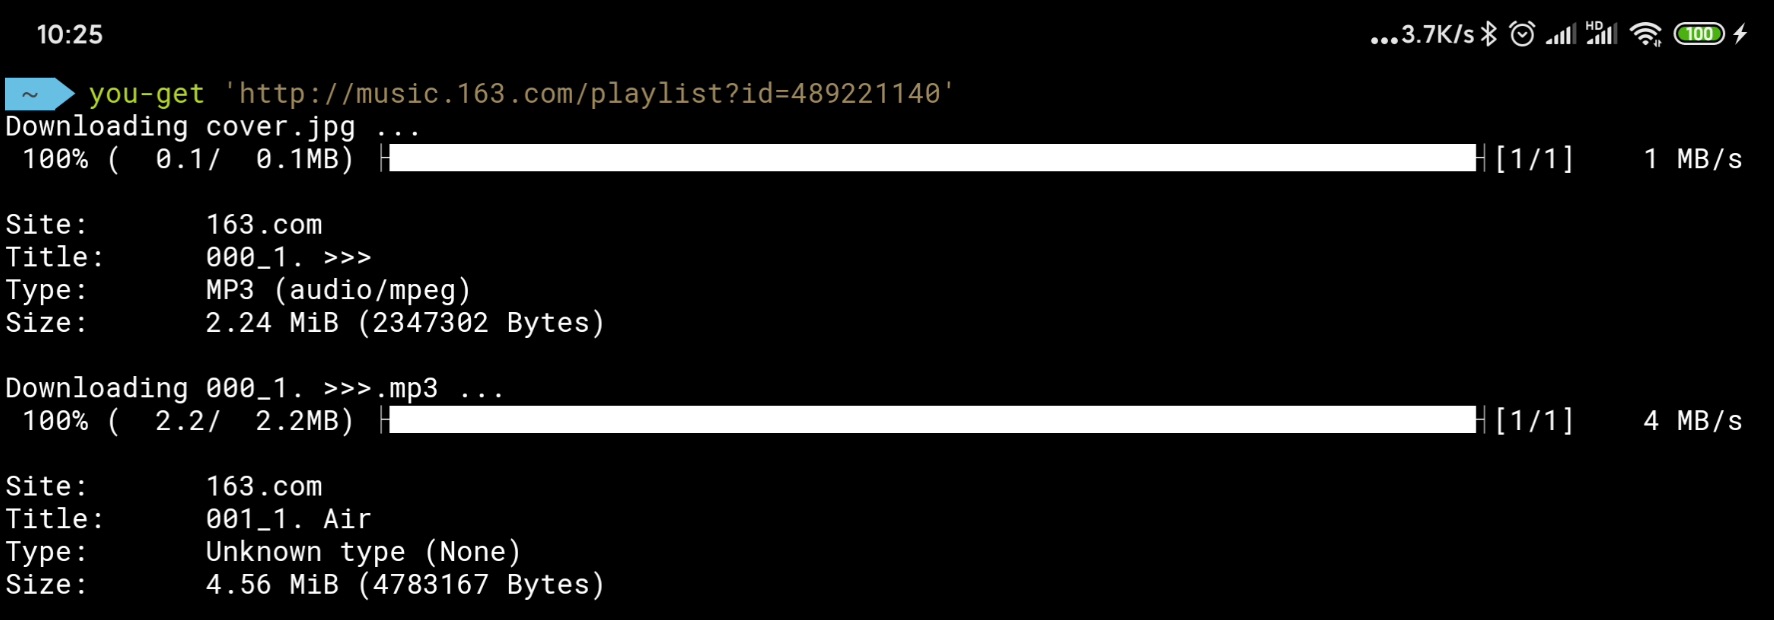 10:25 ...3.7K/s HD 100
~ you-get 'http://music.163.com/playlist?id=489221140'
Downloading cover.jpg ...
100% ( 0.1/ 0.1MB) ├██████████┤[1/1] 1 MB/s
Site: 163.com
Title: 000_1. >>>
Type: MP3 (audio/mpeg)
Size: 2.24 MiB (2347302 Bytes)
Downloading 000_1. >>>.mp3 ...
100% ( 2.2/ 2.2MB) ├██████████┤[1/1] 4 MB/s
Site: 163.com
Title: 001_1. Air
Type: Unknown type (None)
Size: 4.56 MiB (4783167 Bytes)